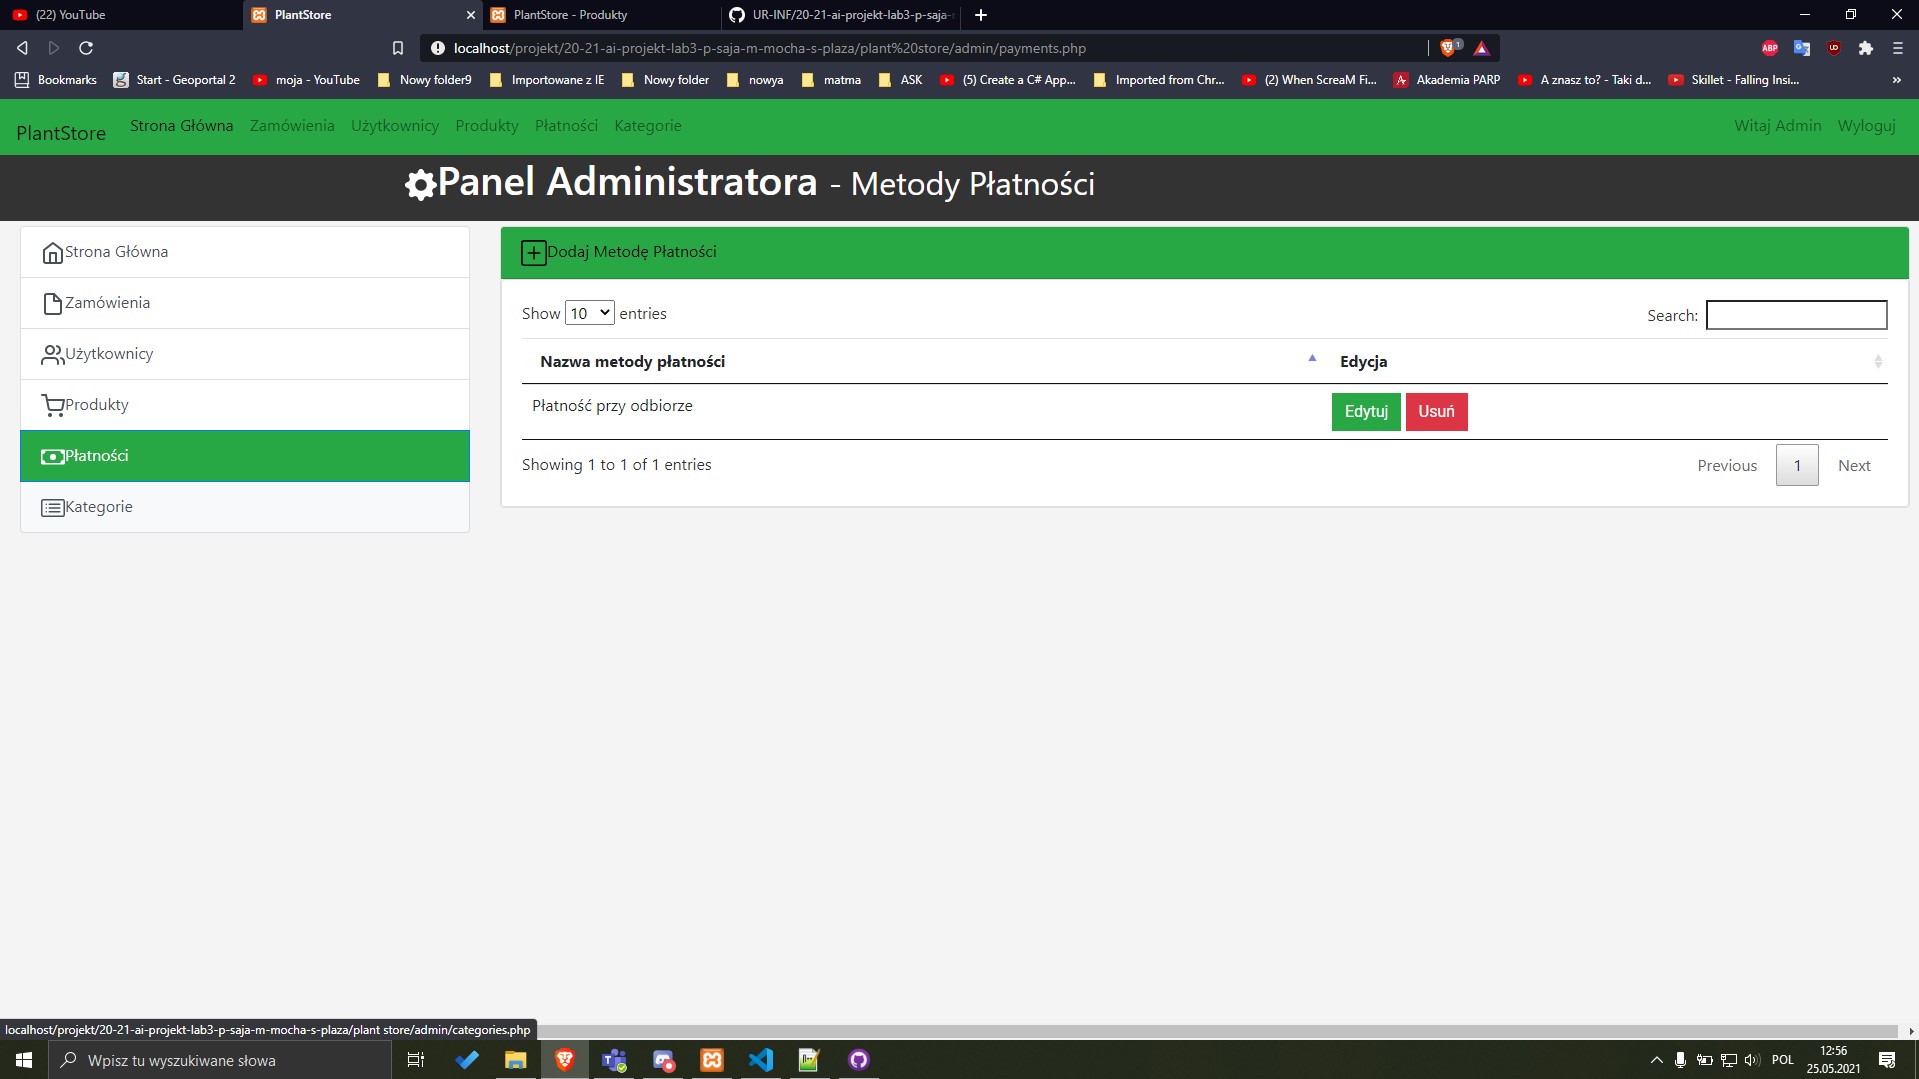 (22) YouTube
PlantStore
PlantStore - Produkty
UR-INF/20-21-ai-projekt-lab3-p-saja-
localhost/projekt/20-21-ai-projekt-lab3-p-saja-m-mocha-s-plaza/plant%20store/admin/payments.php
1
ABP
Bookmarks
Start - Geoportal 2
moja - YouTube
Nowy folder9
Importowane z IE
Nowy folder
nowya
matma
ASK
(5) Create a C# App...
Imported from Chr...
(2) When ScreaM Fi...
Akademia PARP
A znasz to? - Taki d...
Skillet - Falling Insi...
»
PlantStore
Strona Główna
Zamówienia
Użytkownicy
Produkty
Płatności
Kategorie
Witaj Admin
Wyloguj
Panel Administratora - Metody Płatności
Strona Główna
Zamówienia
Użytkownicy
Produkty
Płatności
Kategorie
Dodaj Metodę Płatności
Show 10 entries
Search:
Nazwa metody płatności
Edycja
Płatność przy odbiorze
Edytuj
Usuń
Showing 1 to 1 of 1 entries
Previous
1
Next
localhost/projekt/20-21-ai-projekt-lab3-p-saja-m-mocha-s-plaza/plant store/admin/categories.php
Wpisz tu wyszukiwane słowa
POL
12:56
25.05.2021